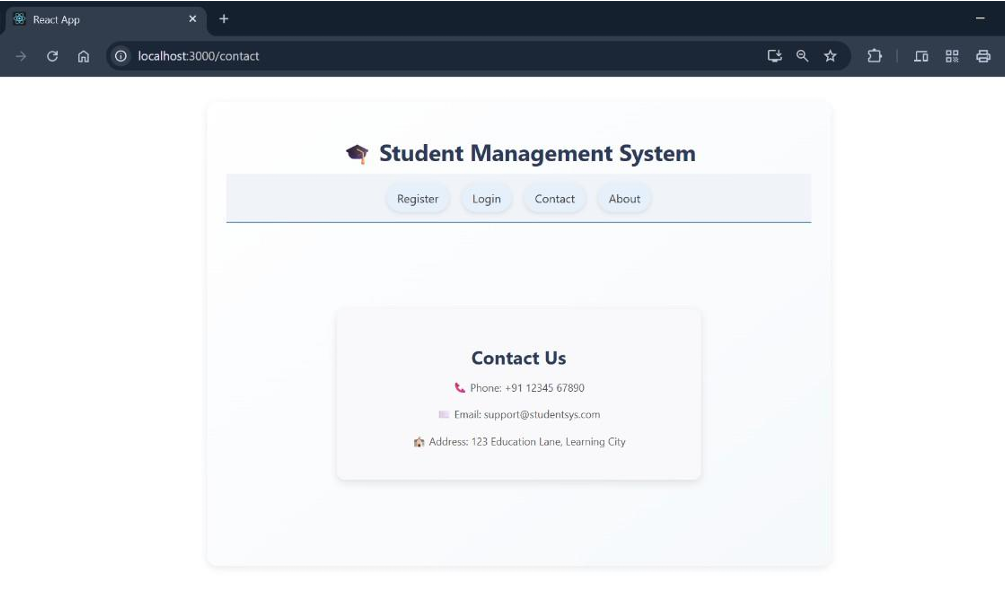 React App
localhost:3000/contact
🎓 Student Management System
Register Login Contact About
Contact Us
📞 Phone: +91 12345 67890
📧 Email: support@studentsys.com
🏫 Address: 123 Education Lane, Learning City